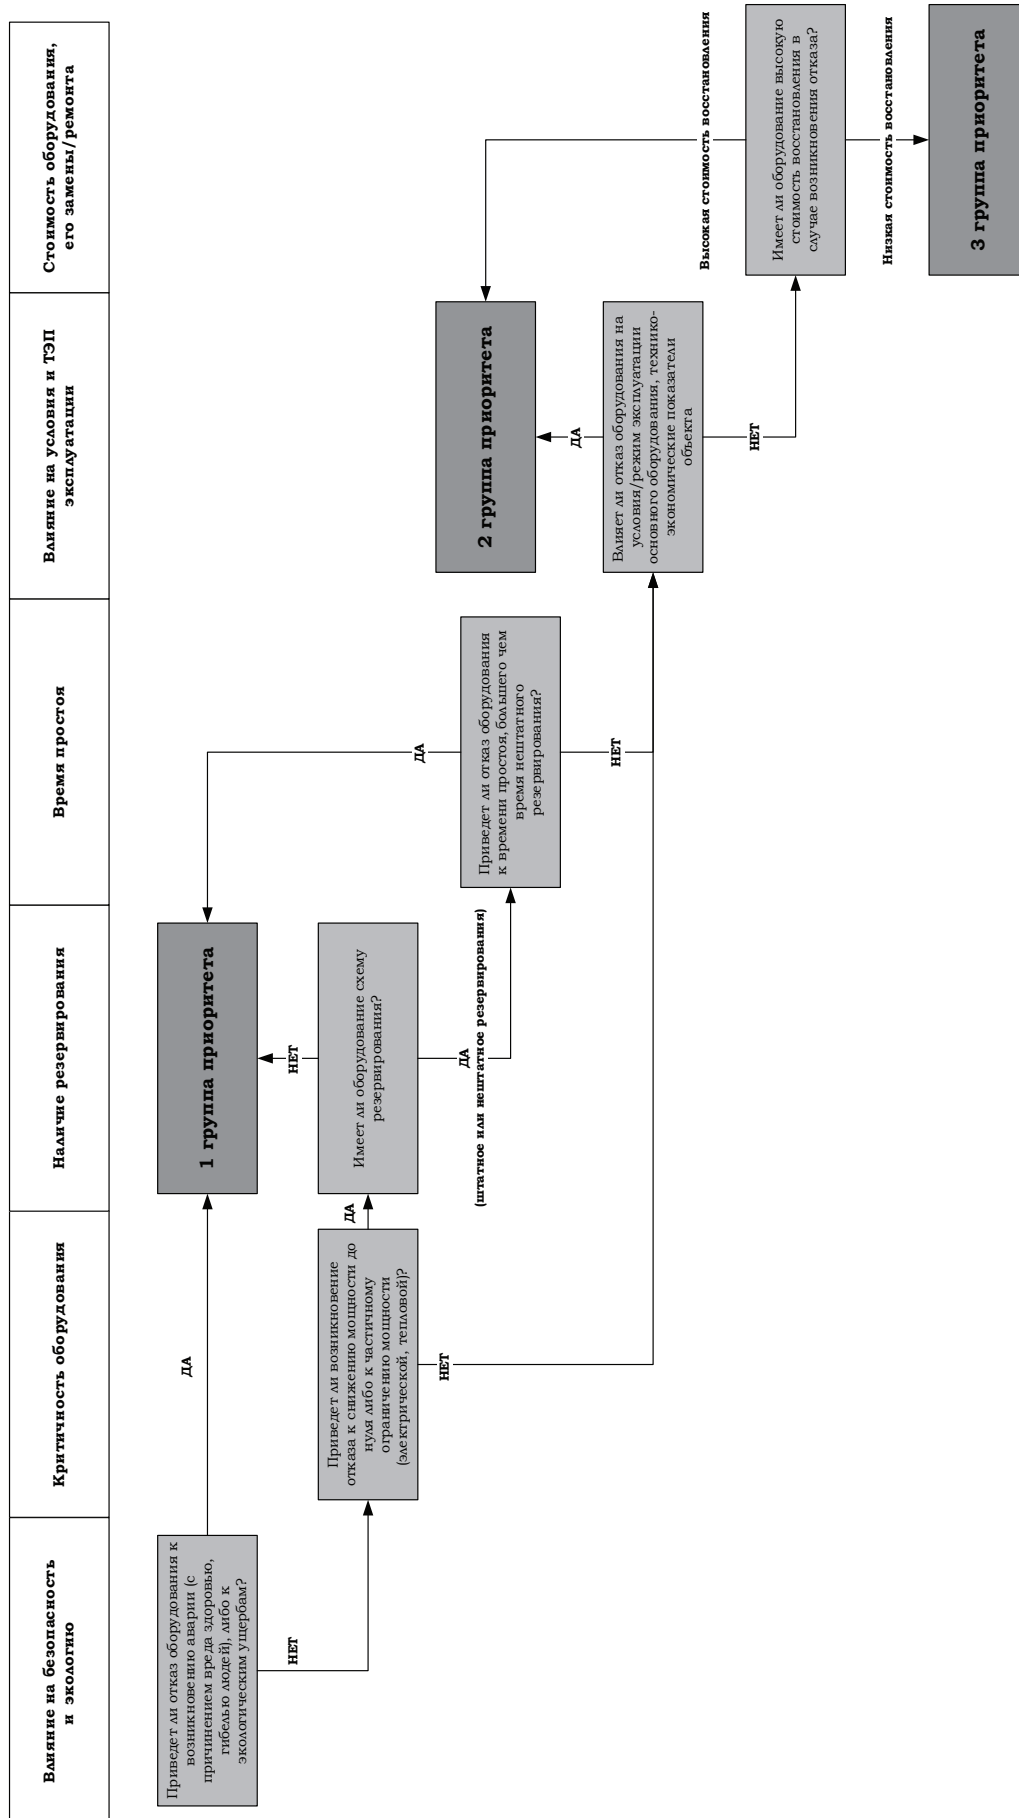 Влияние на безопасность
и экологию
Критичность оборудования
Наличие резервирования
Время простоя
Влияние на условия и ТЭП
эксплуатации
Стоимость оборудования,
его замены/ремонта
Приведет ли отказ оборудования к
возникновению аварии (с
причинением вреда здоровью,
гибелью людей), либо к
экологическим ущербам?
ДА
НЕТ
Приведет ли возникновение
отказа к снижению мощности до
нуля либо к частичному
ограничению мощности
(электрической, тепловой)?
ДА
НЕТ
1 группа приоритета
НЕТ
Имеет ли оборудование схему
резервирования?
ДА
(штатное или нештатное резервирования)
ДА
Приведет ли отказ оборудования
к времени простоя, большего чем
время нештатного
резервирования?
НЕТ
2 группа приоритета
ДА
Влияет ли отказ оборудования на
условия/режим эксплуатации
основного оборудования, технико-
экономические показатели
объекта
НЕТ
Высокая стоимость восстановления
Имеет ли оборудование высокую
стоимость восстановления в
случае возникновения отказа?
Низкая стоимость восстановления
3 группа приоритета